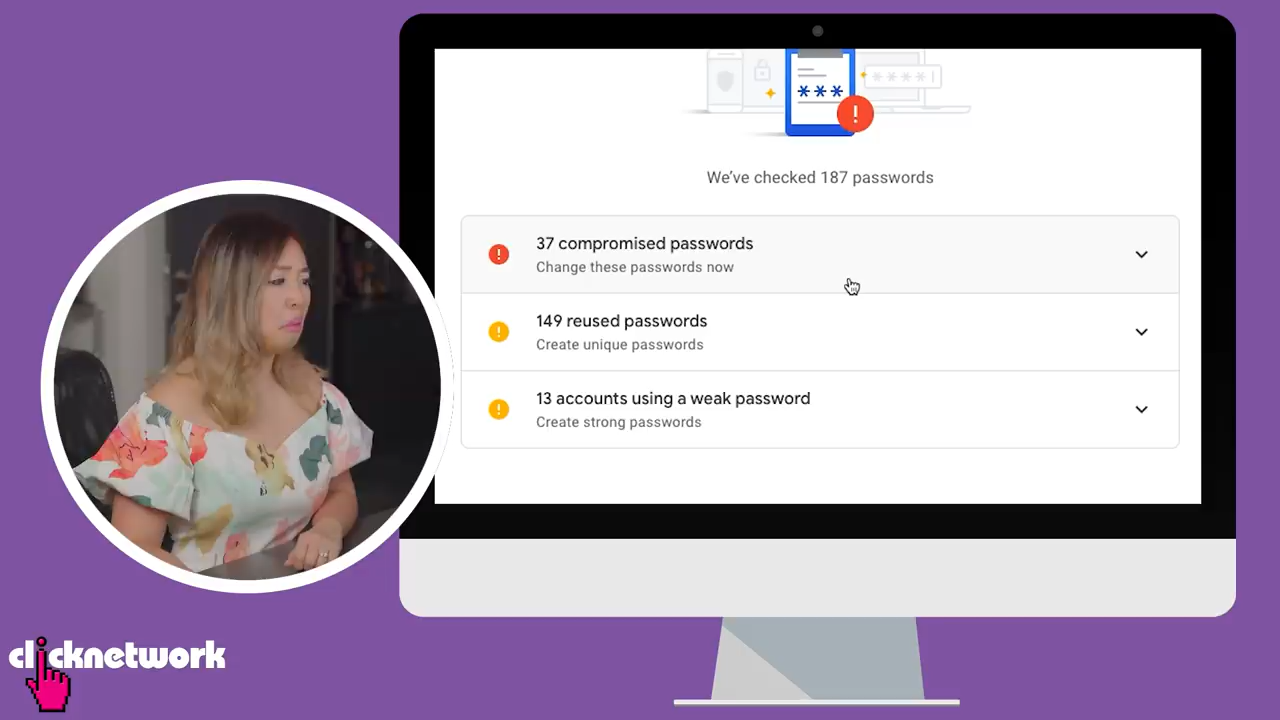 * * * *
* * *
We've checked 187 passwords
37 compromised passwords
Change these passwords now
149 reused passwords
Create unique passwords
13 accounts using a weak password
Create strong passwords
clicknetwork